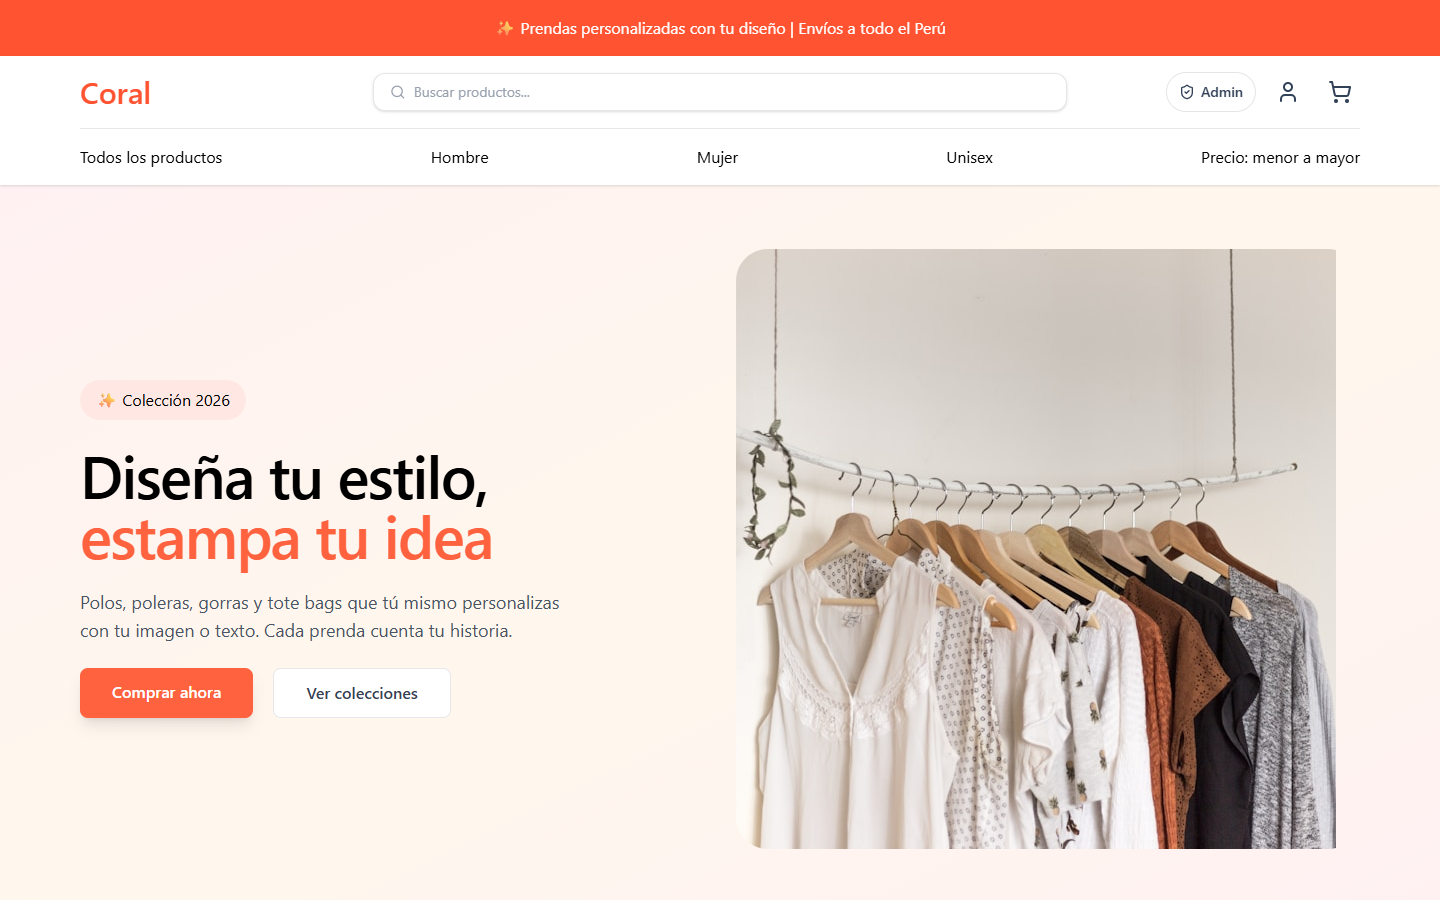 ✨ Prendas personalizadas con tu diseño | Envíos a todo el Perú
Coral
Buscar productos...
Admin
Todos los productos
Hombre
Mujer
Unisex
Precio: menor a mayor
✨ Colección 2026
Diseña tu estilo,
estampa tu idea
Polos, poleras, gorras y tote bags que tú mismo personalizas
con tu imagen o texto. Cada prenda cuenta tu historia.
Comprar ahora
Ver colecciones